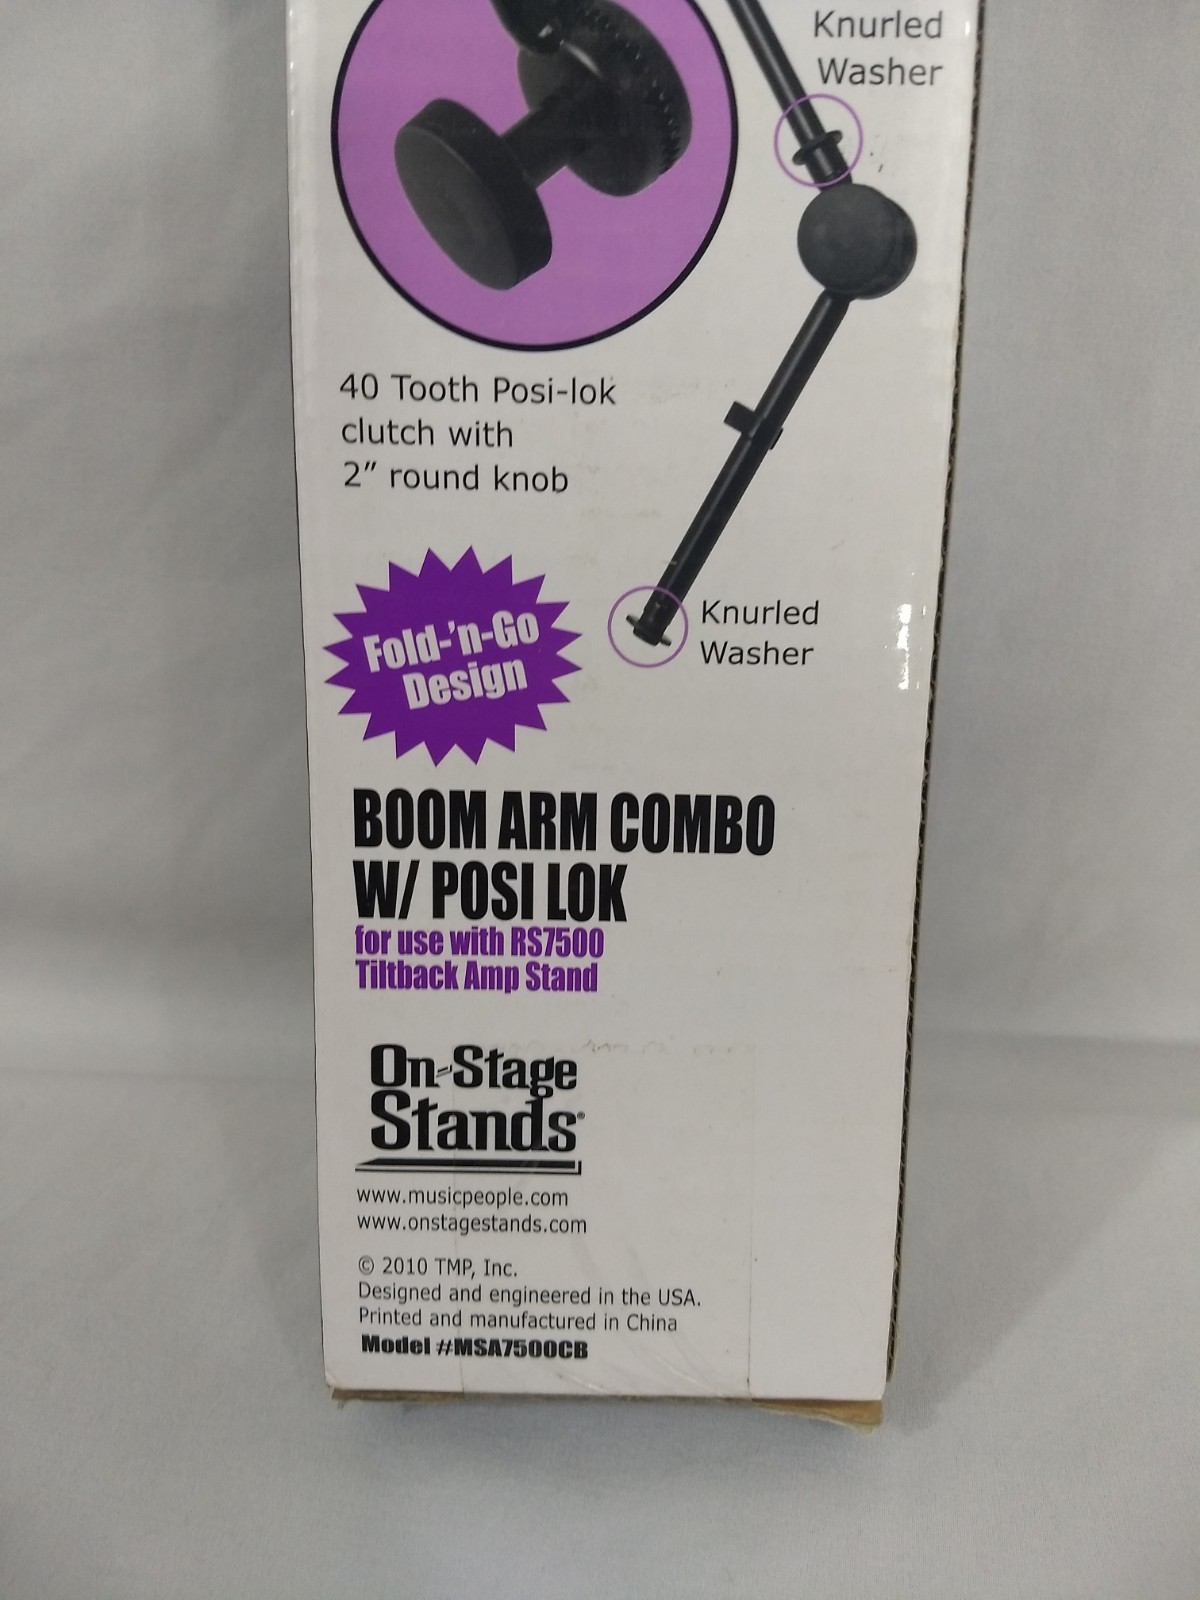 Knurled
Washer
40 Tooth Posi-lok
clutch with
2” round knob
Fold-’n-Go
Design
Knurled
Washer
BOOM ARM COMBO
W/ POSI LOK
for use with RS7500
Tiltback Amp Stand
On-Stage
Stands®
www.musicpeople.com
www.onstagestands.com
© 2010 TMP, Inc.
Designed and engineered in the USA.
Printed and manufactured in China
Model #MSA7500CB